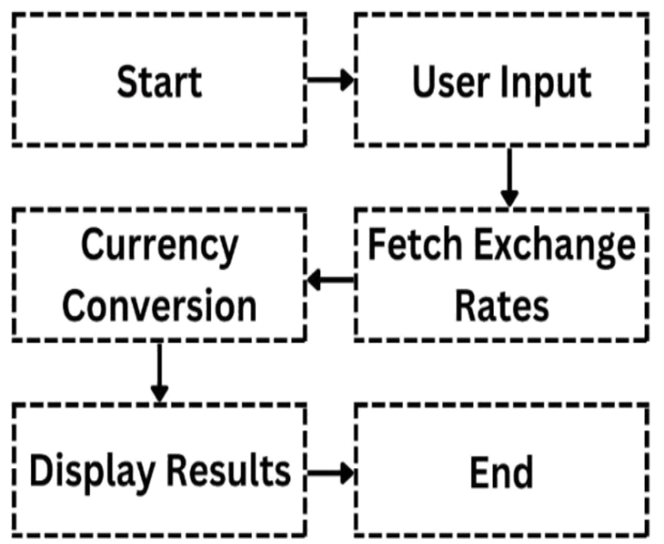 Start
User Input
Fetch Exchange
Rates
Currency
Conversion
Display Results
End